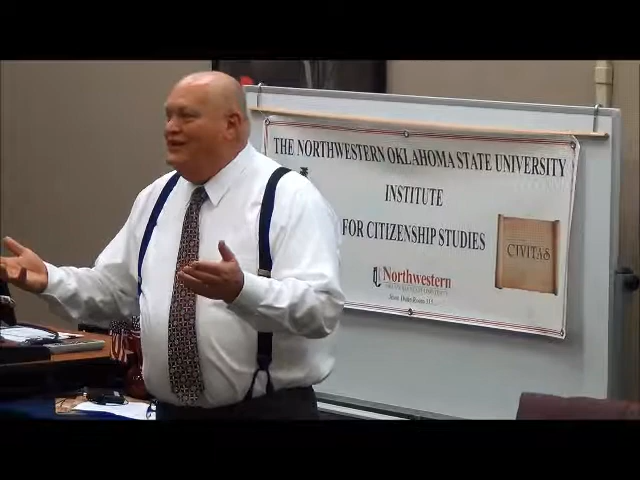 THE NORTHWESTERN OKLAHOMA STATE UNIVERSITY
INSTITUTE
FOR CITIZENSHIP STUDIES
CIVITAS
Northwestern